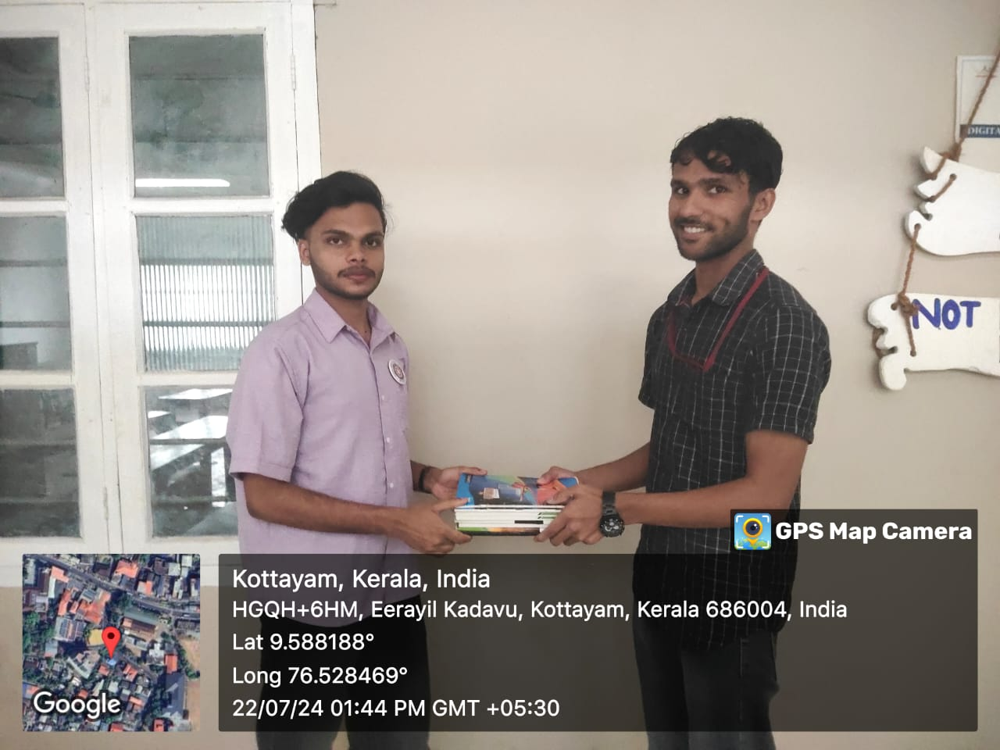 DIGITA
NOT
GPS Map Camera
Kottayam, Kerala, India
HGQH+6HM, Eerayil Kadavu, Kottayam, Kerala 686004, India
Lat 9.588188°
Long 76.528469°
22/07/24 01:44 PM GMT +05:30
Google